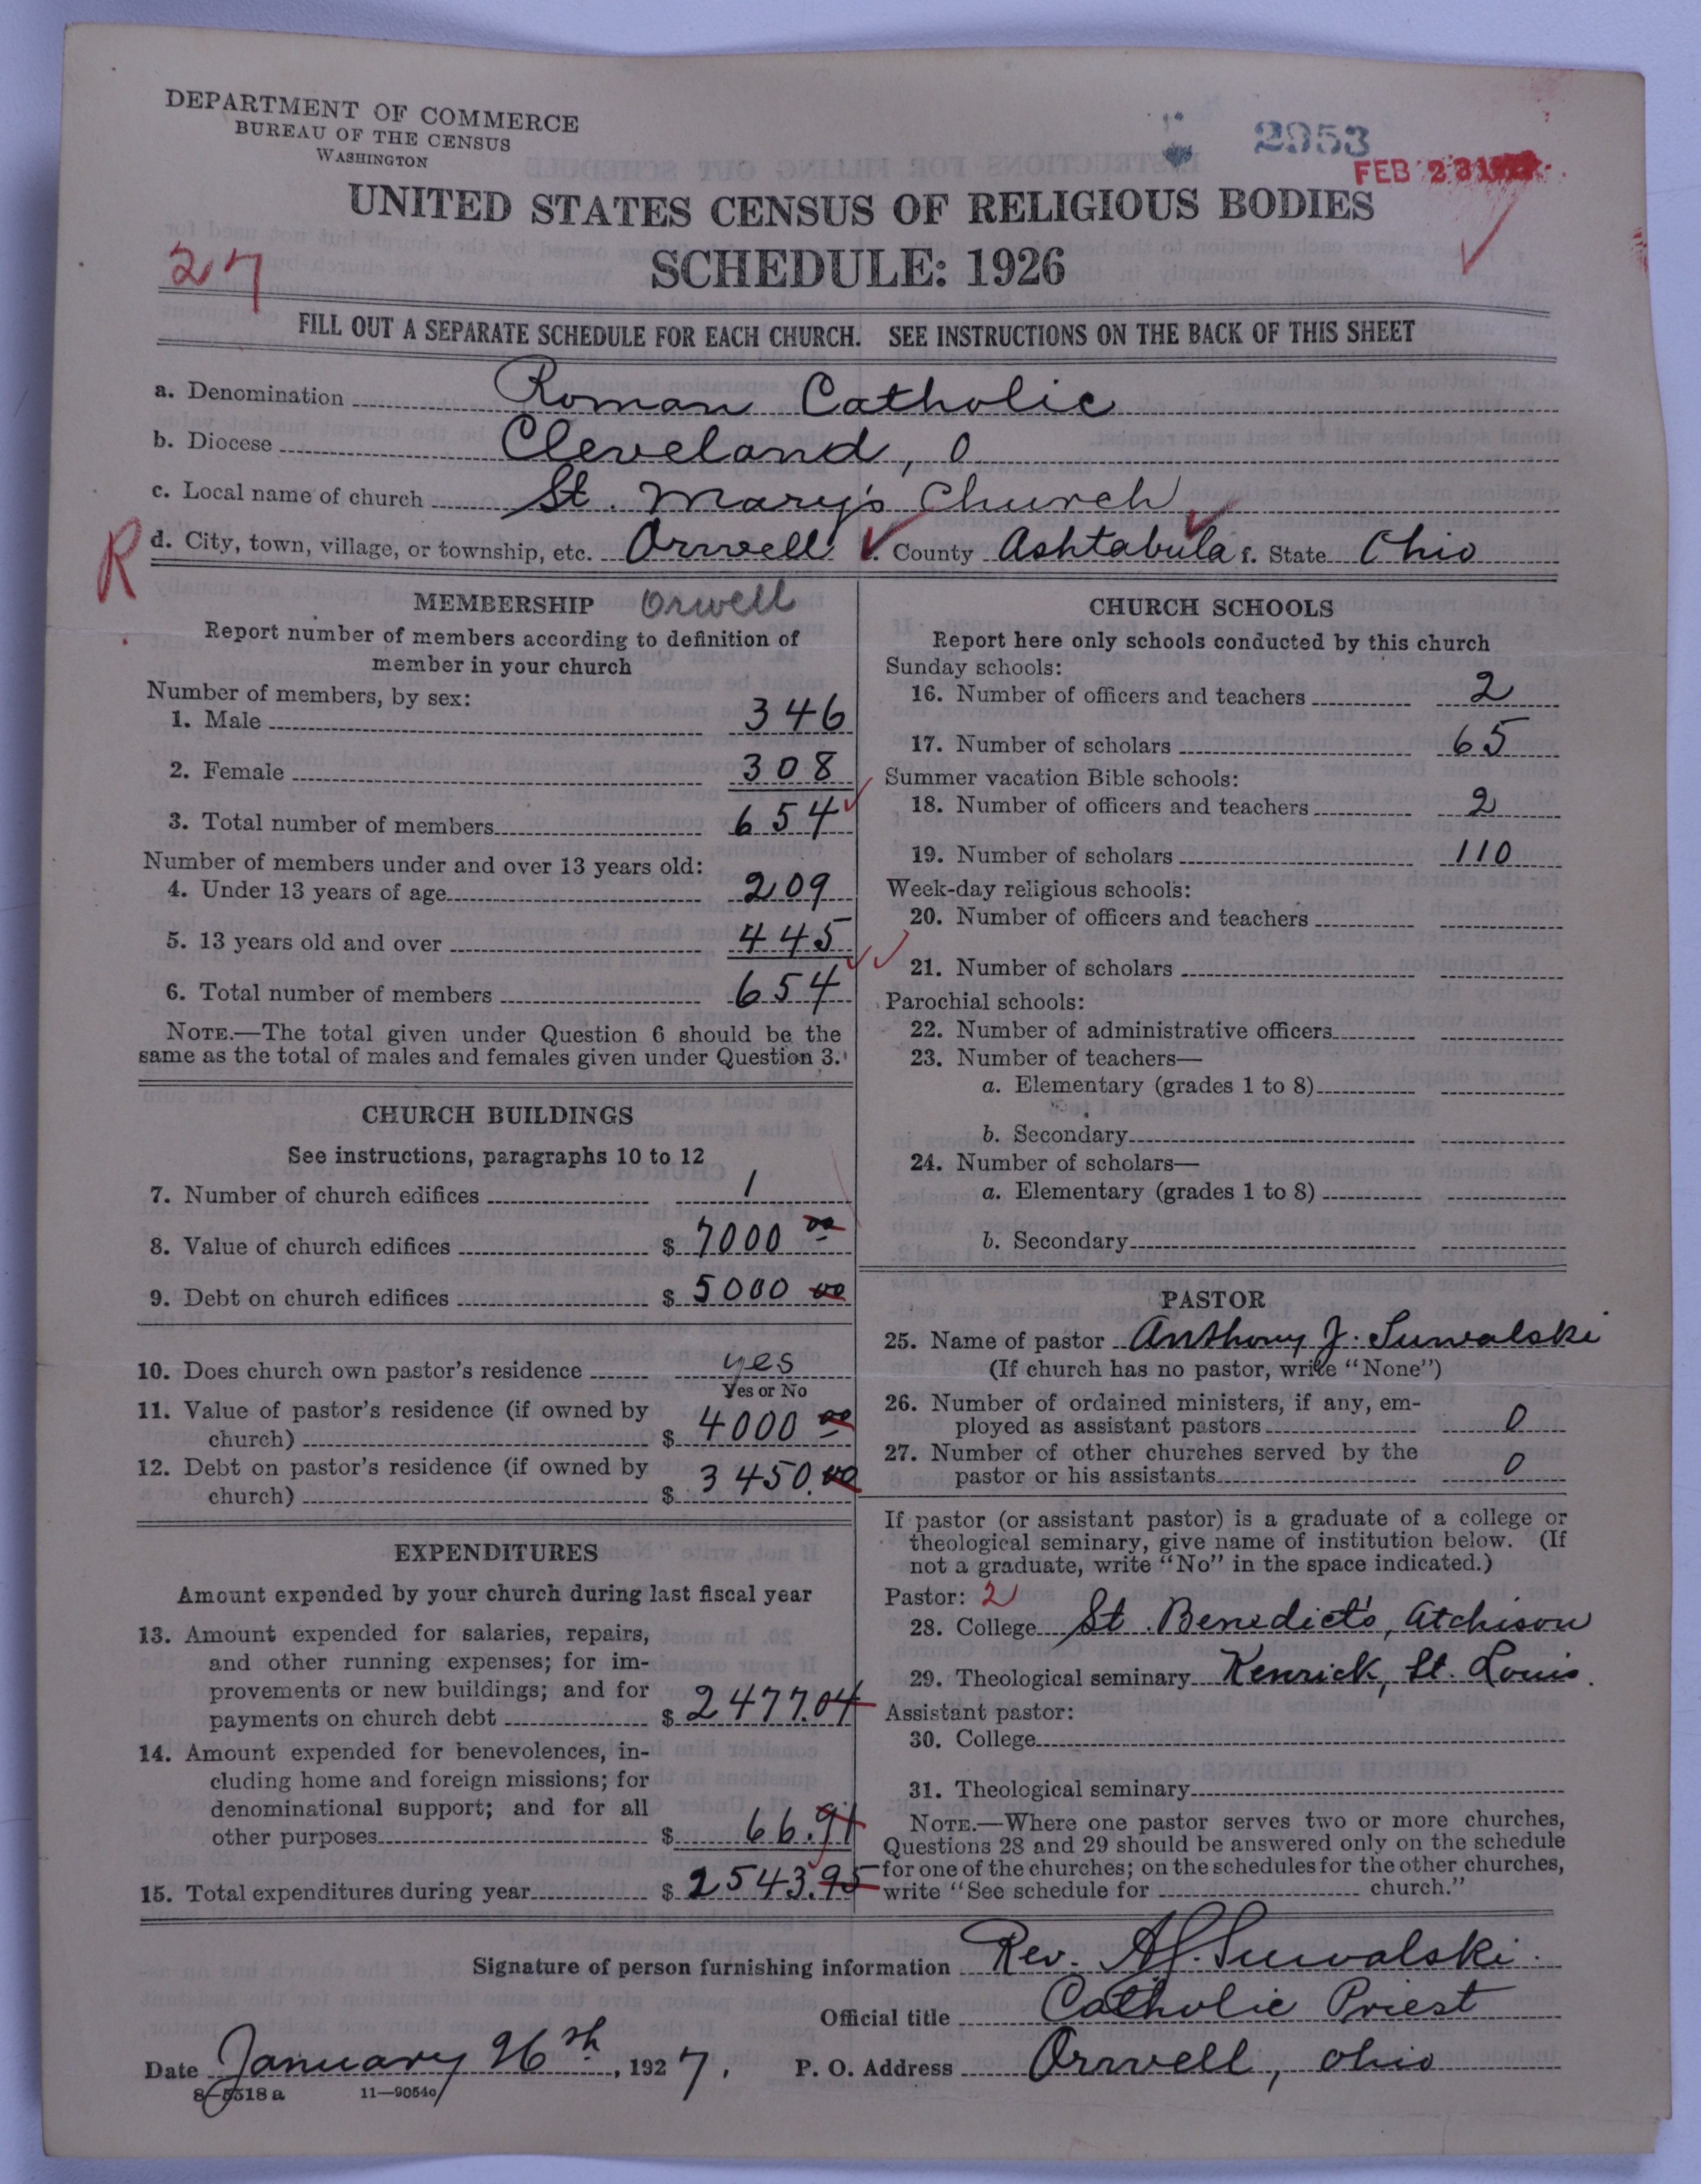 DEPARTMENT OF COMMERCE
BUREAU OF THE CENSUS
WASHINGTON
2953
FEB 23
UNITED STATES CENSUS OF RELIGIOUS BODIES
27
SCHEDULE: 1926
FILL OUT A SEPARATE SCHEDULE FOR EACH CHURCH. SEE INSTRUCTIONS ON THE BACK OF THIS SHEET
a. Denomination Roman Catholic
b. Diocese Cleveland, O
c. Local name of church St. Mary's Church
R d. City, town, village, or township, etc. Orwell County Ashtabula f. State Ohio
MEMBERSHIP Orwell
Report number of members according to definition of
member in your church
Number of members, by sex:
1. Male 346
2. Female 308
3. Total number of members 654
Number of members under and over 13 years old:
4. Under 13 years of age 209
5. 13 years old and over 445
6. Total number of members 654
NOTE.—The total given under Question 6 should be the
same as the total of males and females given under Question 3.
CHURCH BUILDINGS
See instructions, paragraphs 10 to 12
7. Number of church edifices 1
8. Value of church edifices $ 7000 00
9. Debt on church edifices $ 5000 00
10. Does church own pastor's residence yes
Yes or No
11. Value of pastor's residence (if owned by
church) $ 4000 00
12. Debt on pastor's residence (if owned by
church) $ 3450.00
EXPENDITURES
Amount expended by your church during last fiscal year
13. Amount expended for salaries, repairs,
and other running expenses; for im-
provements or new buildings; and for
payments on church debt $ 2477.04
14. Amount expended for benevolences, in-
cluding home and foreign missions; for
denominational support; and for all
other purposes $ 66.91
15. Total expenditures during year $ 2543.95
CHURCH SCHOOLS
Report here only schools conducted by this church
Sunday schools:
16. Number of officers and teachers 2
17. Number of scholars 65
Summer vacation Bible schools:
18. Number of officers and teachers 2
19. Number of scholars 110
Week-day religious schools:
20. Number of officers and teachers
21. Number of scholars
Parochial schools:
22. Number of administrative officers
23. Number of teachers—
a. Elementary (grades 1 to 8)
b. Secondary
24. Number of scholars—
a. Elementary (grades 1 to 8)
b. Secondary
PASTOR
25. Name of pastor Anthony J. Suwalski
(If church has no pastor, write "None")
26. Number of ordained ministers, if any, em-
ployed as assistant pastors 0
27. Number of other churches served by the
pastor or his assistants 0
If pastor (or assistant pastor) is a graduate of a college or
theological seminary, give name of institution below. (If
not a graduate, write "No" in the space indicated.)
Pastor: 2
28. College St. Benedict's, Atchison
29. Theological seminary Kenrick, St. Louis.
Assistant pastor:
30. College
31. Theological seminary
NOTE.—Where one pastor serves two or more churches,
Questions 28 and 29 should be answered only on the schedule
for one of the churches; on the schedules for the other churches,
write "See schedule for church."
Signature of person furnishing information Rev. A.J. Suwalski.
Official title Catholic Priest
Date January 26th, 1927. P. O. Address Orwell, Ohio
8-5518a 11—9054c